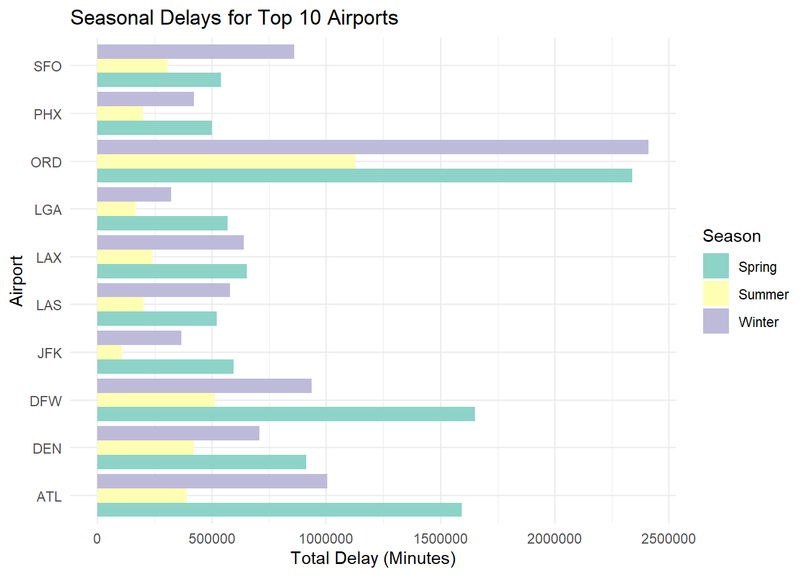 Seasonal Delays for Top 10 Airports
Airport
SFO
PHX
ORD
LGA
LAX
LAS
JFK
DFW
DEN
ATL
0 500000 1000000 1500000 2000000 2500000
Total Delay (Minutes)
Season
Spring
Summer
Winter